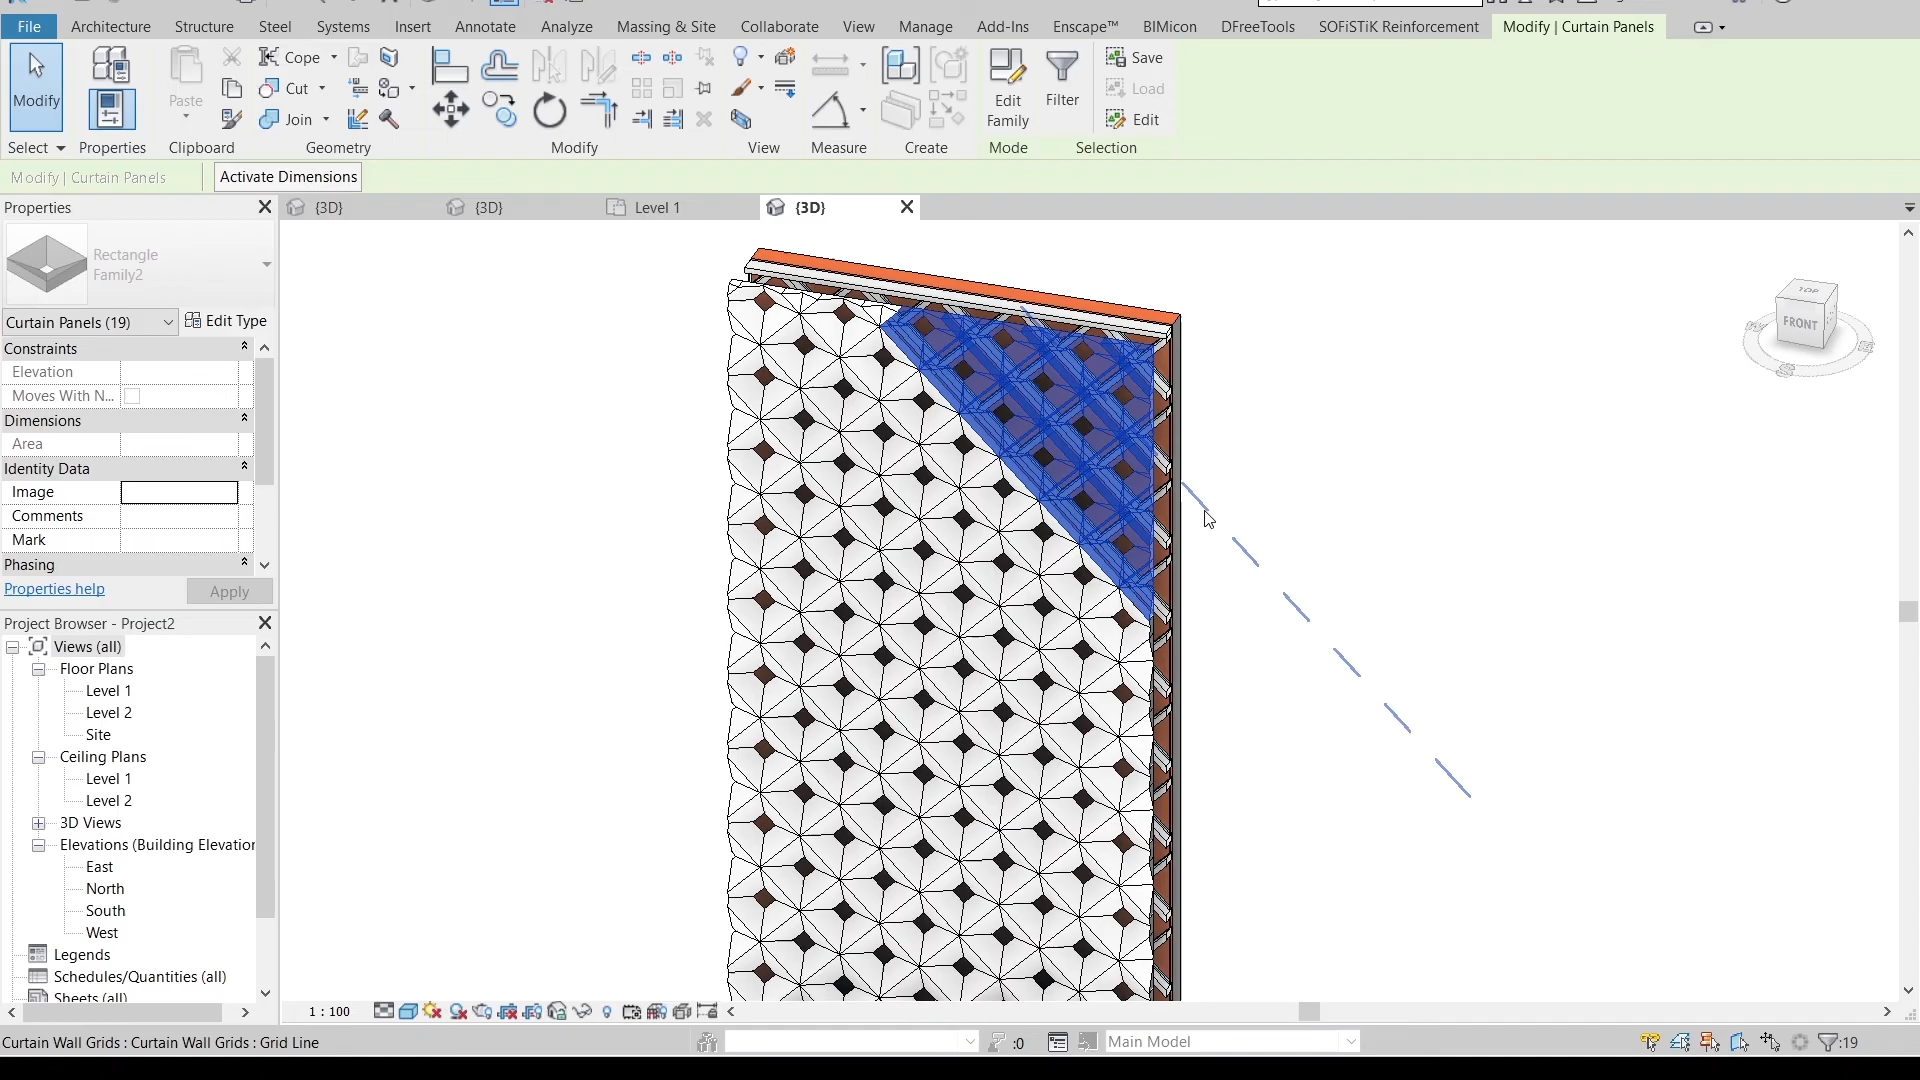 File Architecture Structure Steel Systems Insert Annotate Analyze Massing & Site Collaborate View Manage Add-Ins Enscape™ BIMicon DFreeTools SOFiSTiK Reinforcement Modify | Curtain Panels
Modify Paste Cope Cut Join Edit Family Filter Save Load Edit
Select Properties Clipboard Geometry Modify View Measure Create Mode Selection
Modify | Curtain Panels Activate Dimensions
Properties
{3D} {3D} Level 1 {3D}
Rectangle
Family2
Curtain Panels (19) Edit Type
Constraints
Elevation
Moves With N...
Dimensions
Area
Identity Data
Image
Comments
Mark
Phasing
Properties help Apply
TOP
FRONT
Project Browser - Project2
Views (all)
Floor Plans
Level 1
Level 2
Site
Ceiling Plans
Level 1
Level 2
3D Views
Elevations (Building Elevation
East
North
South
West
Legends
Schedules/Quantities (all)
Sheets (all)
1 : 100
Curtain Wall Grids : Curtain Wall Grids : Grid Line :0 Main Model :19